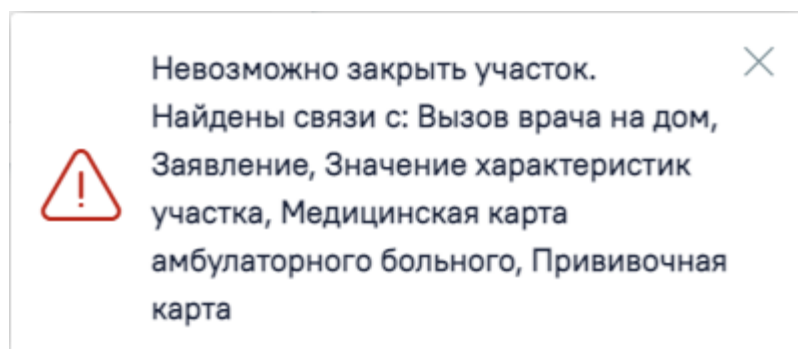 Невозможно закрыть участок.
Найдены связи с: Вызов врача на дом,
Заявление, Значение характеристик
участка, Медицинская карта
амбулаторного больного, Прививочная
карта